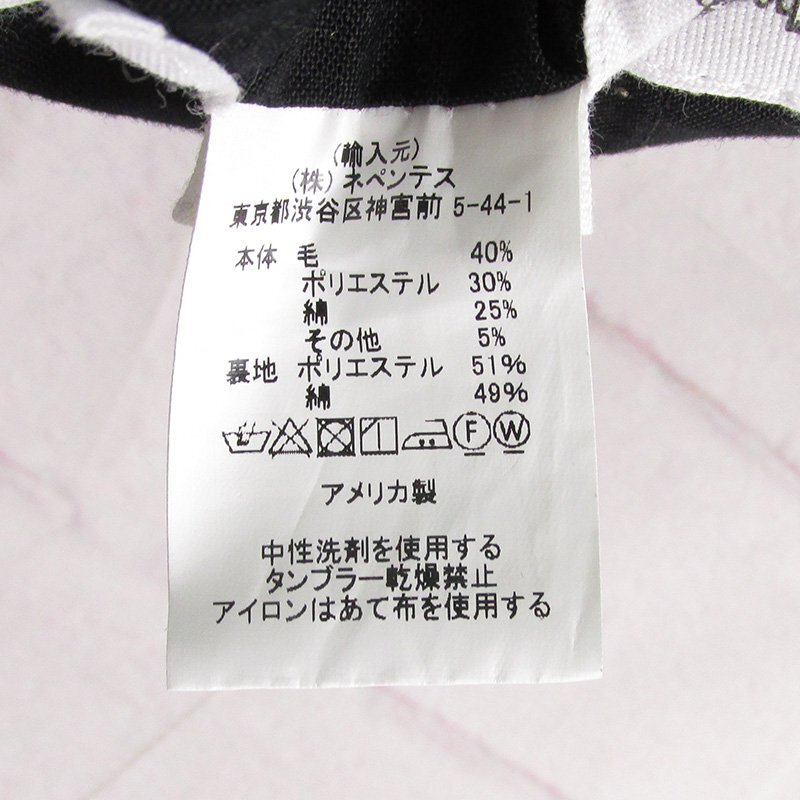 (輸入元)
(株) ネペンテス
東京都渋谷区神宮前 5-44-1
本体 毛 40%
ポリエステル 30%
綿 25%
その他 5%
裏地 ポリエステル 51%
綿 49%
F W
アメリカ製
中性洗剤を使用する
タンブラー乾燥禁止
アイロンはあて布を使用する